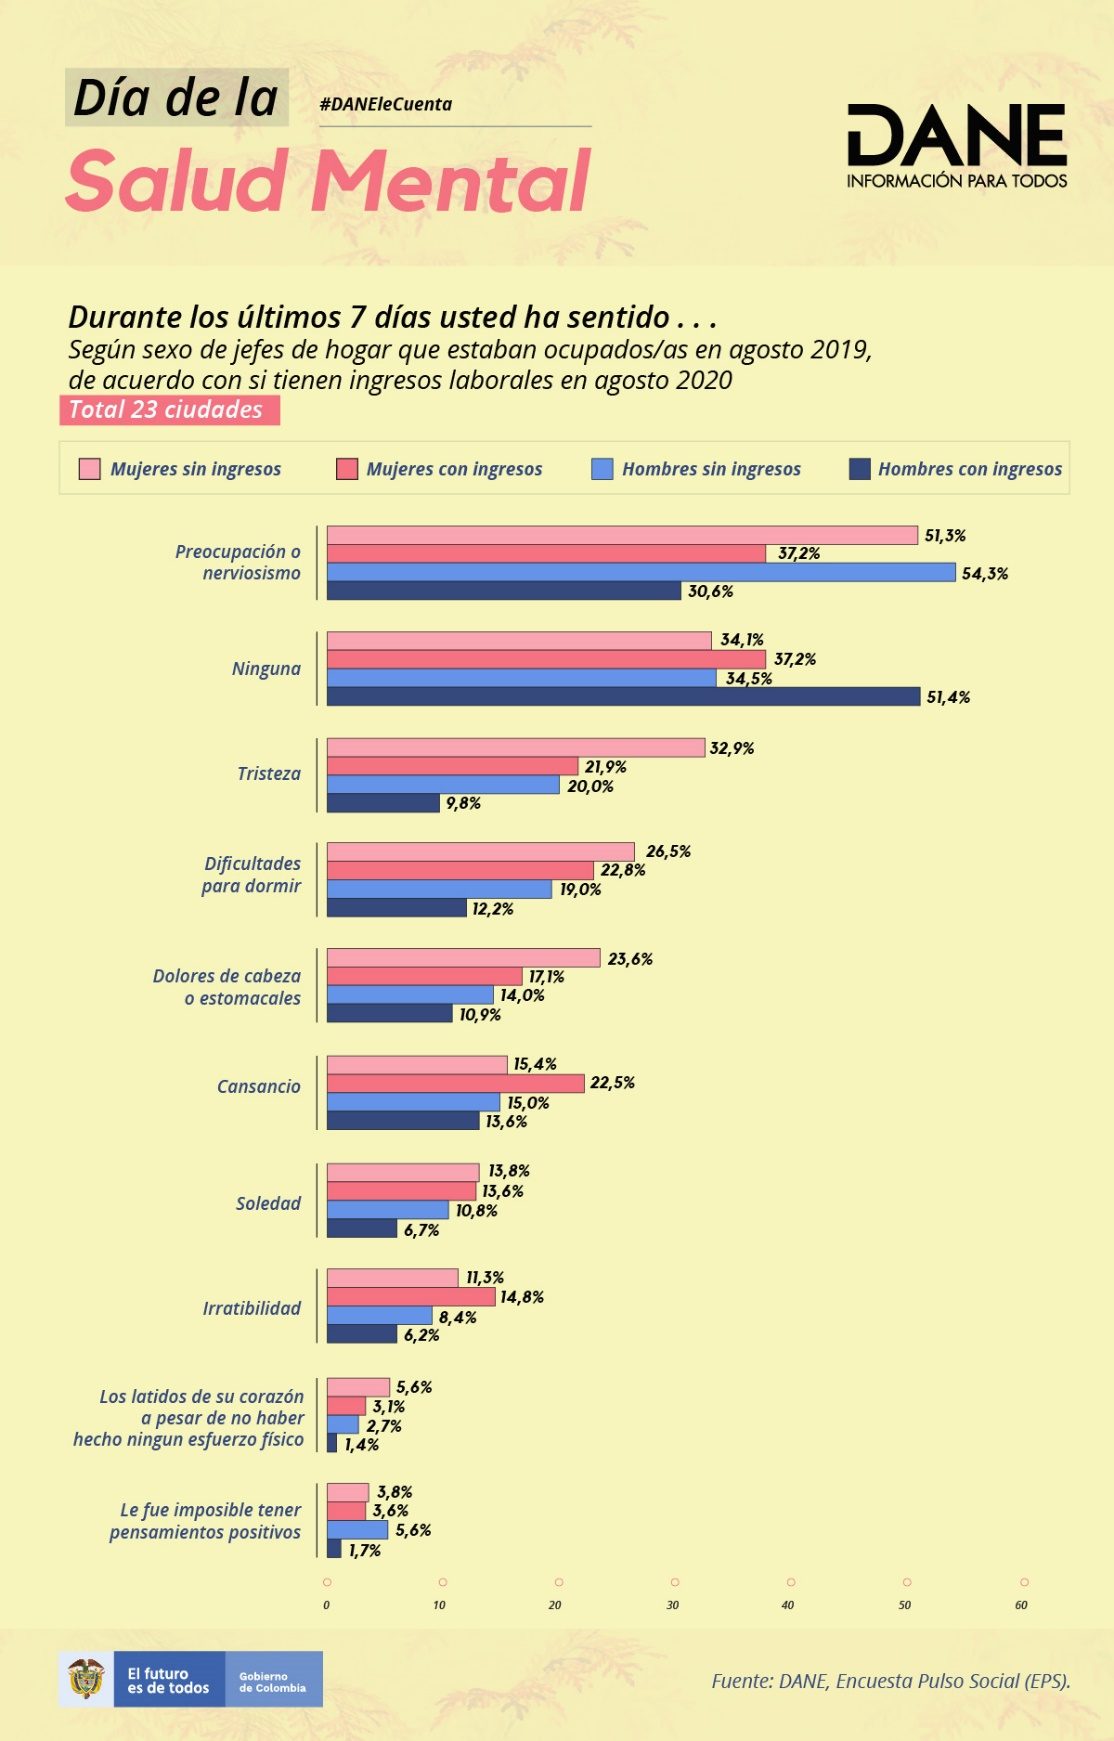 Día de la
#DANEleCuenta
Salud Mental
DANE
INFORMACIÓN PARA TODOS
Durante los últimos 7 días usted ha sentido . . .
Según sexo de jefes de hogar que estaban ocupados/as en agosto 2019,
de acuerdo con si tienen ingresos laborales en agosto 2020
Total 23 ciudades
Mujeres sin ingresos
Mujeres con ingresos
Hombres sin ingresos
Hombres con ingresos
Preocupación o
nerviosismo
51,3%
37,2%
54,3%
30,6%
Ninguna
34,1%
37,2%
34,5%
51,4%
Tristeza
32,9%
21,9%
20,0%
9,8%
Dificultades
para dormir
26,5%
22,8%
19,0%
12,2%
Dolores de cabeza
o estomacales
23,6%
17,1%
14,0%
10,9%
Cansancio
15,4%
22,5%
15,0%
13,6%
Soledad
13,8%
13,6%
10,8%
6,7%
Irratibilidad
11,3%
14,8%
8,4%
6,2%
Los latidos de su corazón
a pesar de no haber
hecho ningun esfuerzo físico
5,6%
3,1%
2,7%
1,4%
Le fue imposible tener
pensamientos positivos
3,8%
3,6%
5,6%
1,7%
0 10 20 30 40 50 60
El futuro
es de todos
Gobierno
de Colombia
Fuente: DANE, Encuesta Pulso Social (EPS).